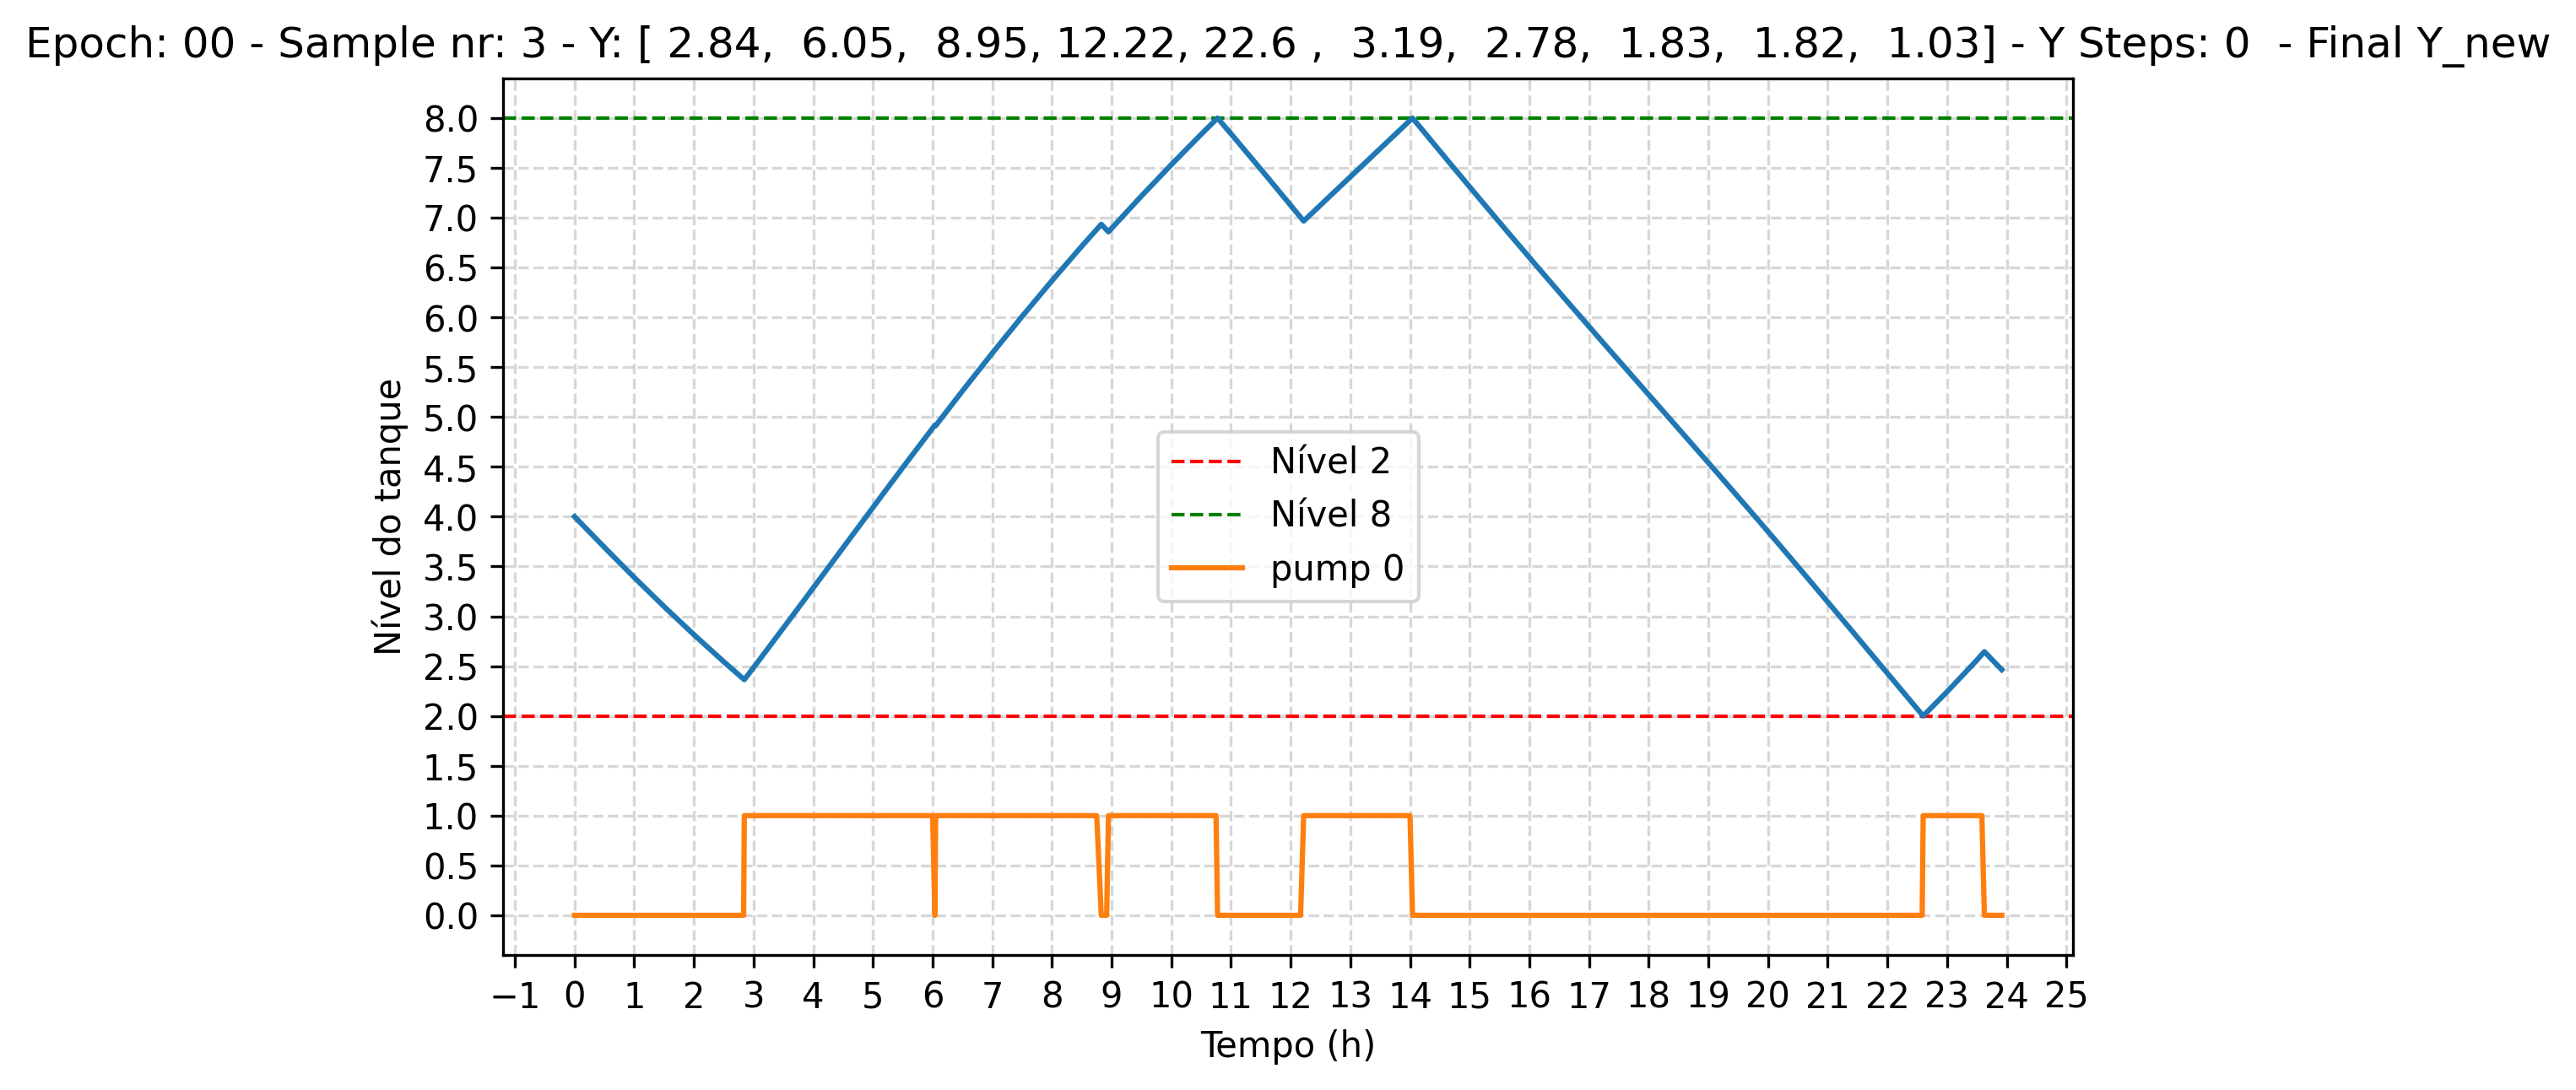 Epoch: 00 - Sample nr: 3 - Y: [ 2.84,  6.05,  8.95, 12.22, 22.6 ,  3.19,  2.78,  1.83,  1.82,  1.03] - Y Steps: 0  - Final Y_new
8.0
7.5
7.0
6.5
6.0
5.5
5.0
4.5
4.0
3.5
3.0
2.5
2.0
1.5
1.0
0.5
0.0
Nível do tanque
Nível 2
Nível 8
pump 0
−1 0 1 2 3 4 5 6 7 8 9 10 11 12 13 14 15 16 17 18 19 20 21 22 23 24 25
Tempo (h)